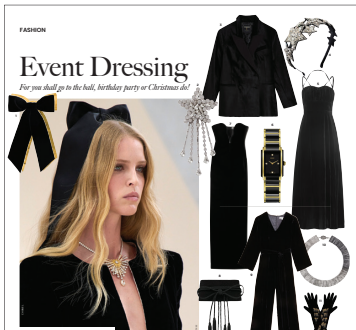 FASHION
Event Dressing
For you shall go to the ball, birthday party or Christmas do!